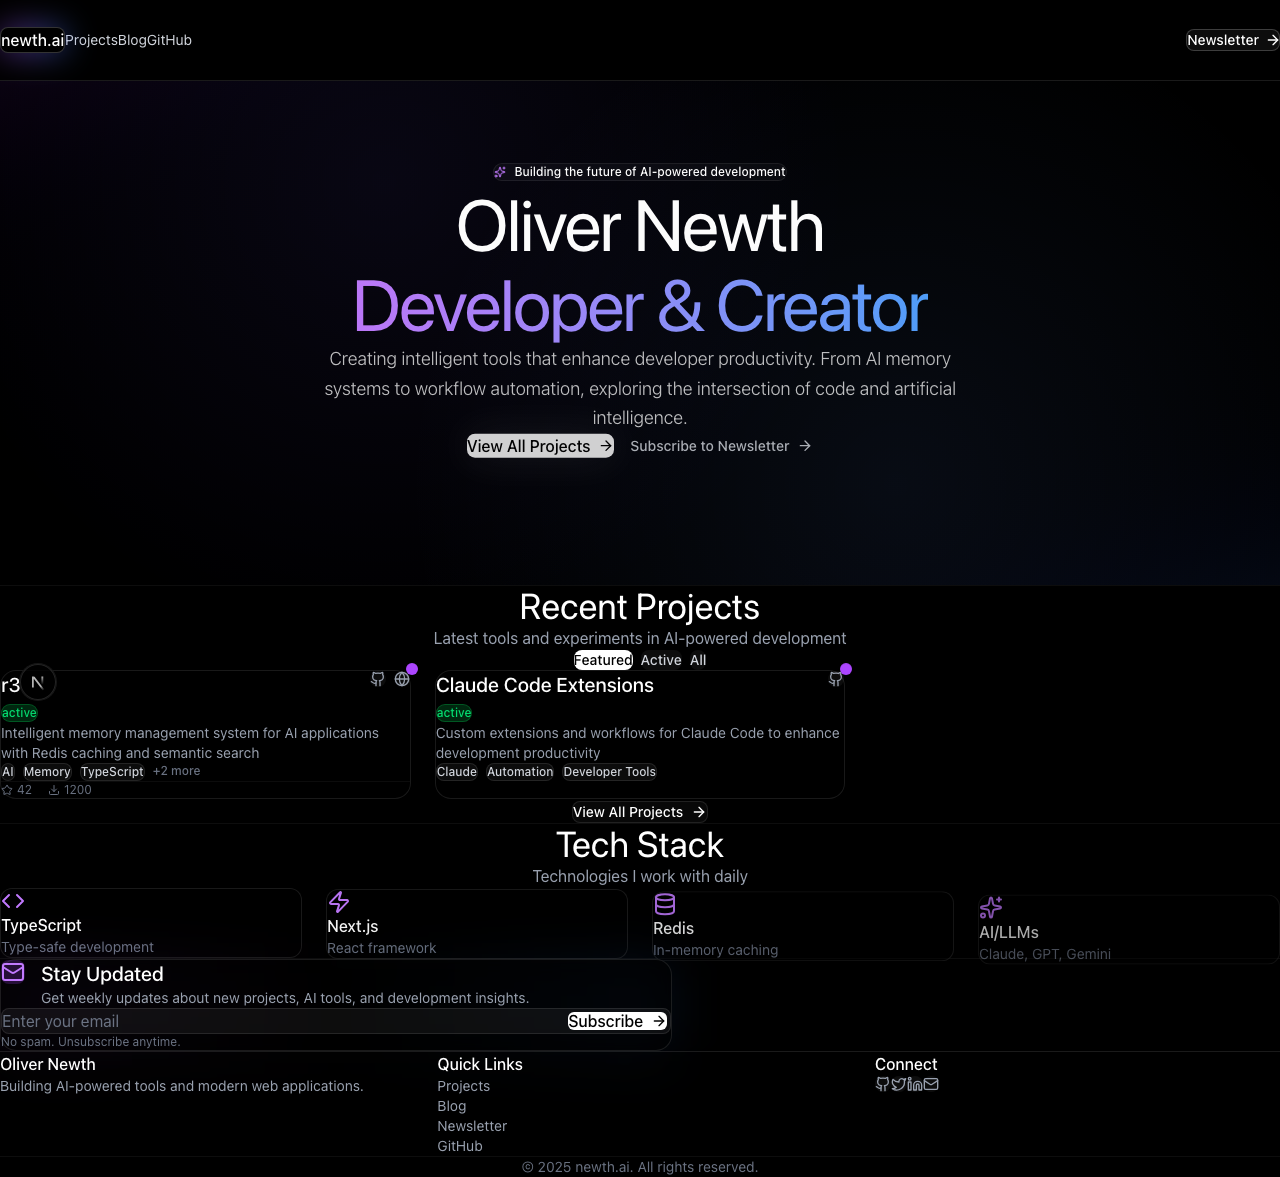 newth.ai Projects Blog GitHub Newsletter
Building the future of AI-powered development
Oliver Newth
Developer & Creator
Creating intelligent tools that enhance developer productivity. From AI memory
systems to workflow automation, exploring the intersection of code and artificial
intelligence.
View All Projects Subscribe to Newsletter
Recent Projects
Latest tools and experiments in AI-powered development
Featured Active All
r3
N
active
Intelligent memory management system for AI applications
with Redis caching and semantic search
AI Memory TypeScript +2 more
42 1200
Claude Code Extensions
active
Custom extensions and workflows for Claude Code to enhance
development productivity
Claude Automation Developer Tools
View All Projects
Tech Stack
Technologies I work with daily
TypeScript
Type-safe development
Next.js
React framework
Redis
In-memory caching
AI/LLMs
Claude, GPT, Gemini
Stay Updated
Get weekly updates about new projects, AI tools, and development insights.
Enter your email Subscribe
No spam. Unsubscribe anytime.
Oliver Newth
Building AI-powered tools and modern web applications.
Quick Links
Projects
Blog
Newsletter
GitHub
Connect
© 2025 newth.ai. All rights reserved.